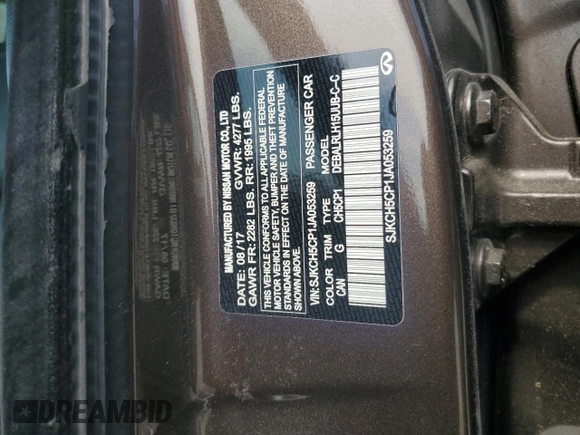 MANUFACTURED BY NISSAN MOTOR CO., LTD
DATE: 08/17 GVWR: 4277 LBS.
GAWR FR: 2282 LBS. RR: 1995 LBS.
THIS VEHICLE CONFORMS TO ALL APPLICABLE FEDERAL
MOTOR VEHICLE SAFETY, BUMPER AND THEFT PREVENTION
STANDARDS IN EFFECT ON THE DATE OF MANUFACTURE
SHOWN ABOVE.
VIN:SJKCH5CP1JA053259 PASSENGER CAR
COLOR TRIM TYPE MODEL
CAN G CH5CP1 DEBALRLH15UUB-C-C
SJKCH5CP1JA053259
DREAMBID